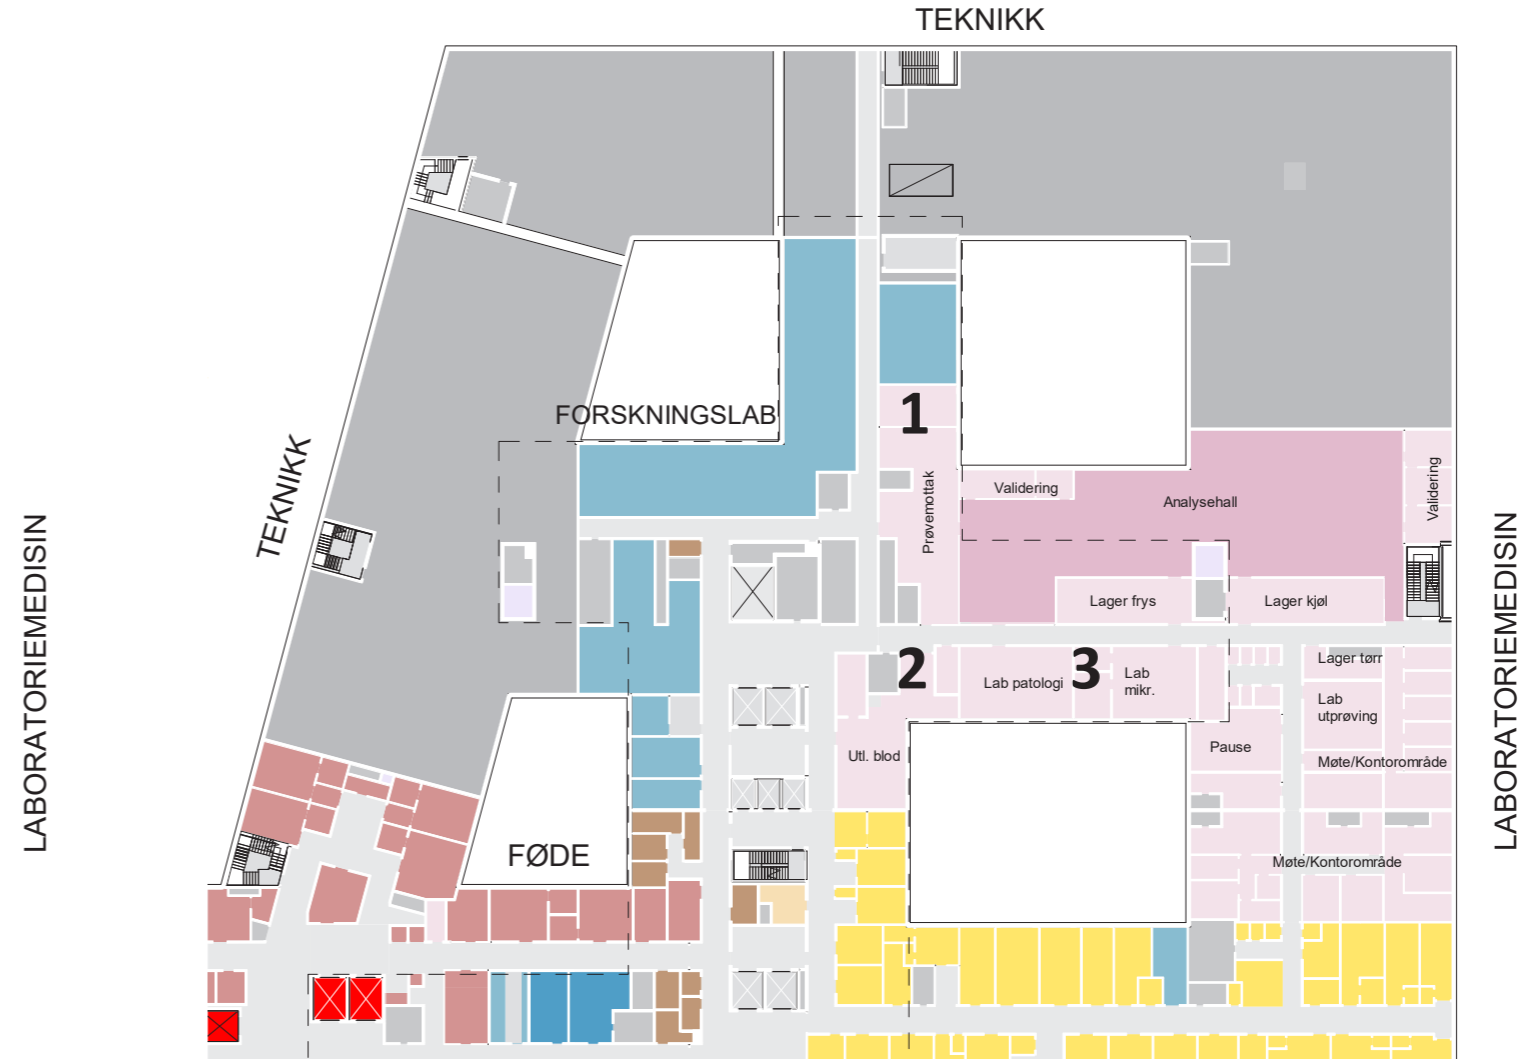 TEKNIKK
FORSKNINGSLAB
1
TEKNIKK
Prøvemottak
Validering
Analysehall
Validering
LABORATORIEMEDISIN
LABORATORIEMEDISIN
Lager frys
Lager kjøl
2
Lab patologi
3
Lab
mikr.
Lager tørr
Lab
utprøving
Utl. blod
Pause
Møte/Kontorområde
FØDE
Møte/Kontorområde